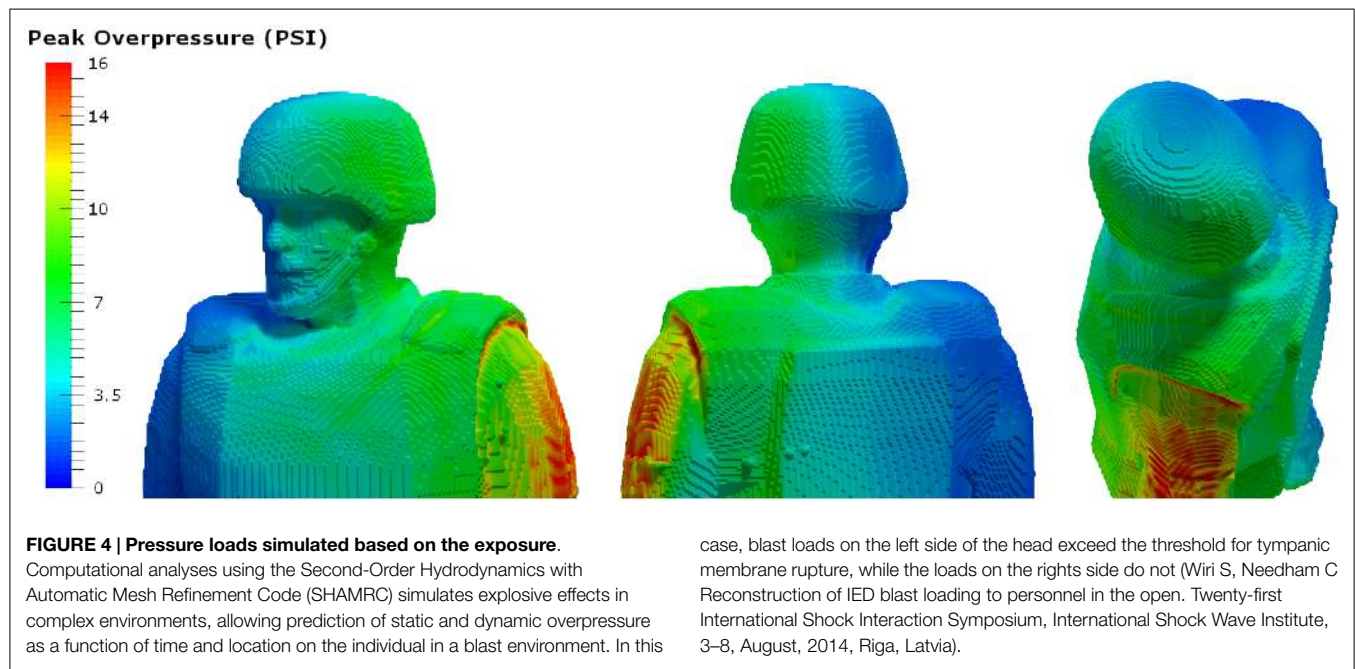 Peak Overpressure (PSI)
16
14
10
7
3.5
0
FIGURE 4 | Pressure loads simulated based on the exposure.
Computational analyses using the Second-Order Hydrodynamics with
Automatic Mesh Refinement Code (SHAMRC) simulates explosive effects in
complex environments, allowing prediction of static and dynamic overpressure
as a function of time and location on the individual in a blast environment. In this
case, blast loads on the left side of the head exceed the threshold for tympanic
membrane rupture, while the loads on the rights side do not (Wiri S, Needham C
Reconstruction of IED blast loading to personnel in the open. Twenty-first
International Shock Interaction Symposium, International Shock Wave Institute,
3–8, August, 2014, Riga, Latvia).